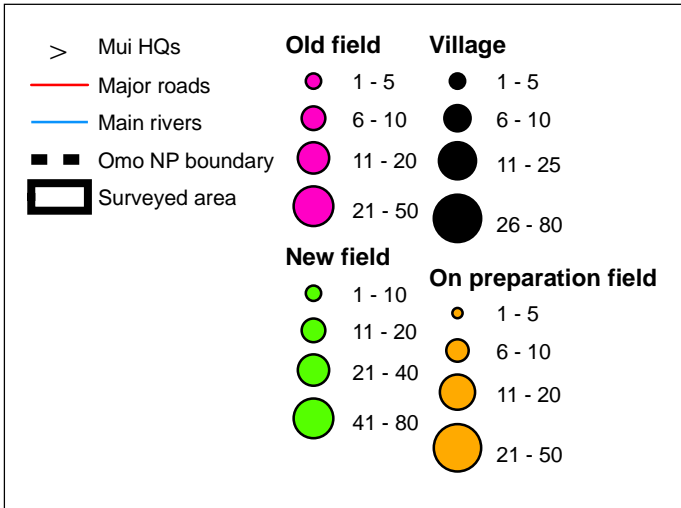 > Mui HQs
Major roads
Main rivers
Omo NP boundary
Surveyed area
Old field
1 - 5
6 - 10
11 - 20
21 - 50
New field
1 - 10
11 - 20
21 - 40
41 - 80
Village
1 - 5
6 - 10
11 - 25
26 - 80
On preparation field
1 - 5
6 - 10
11 - 20
21 - 50